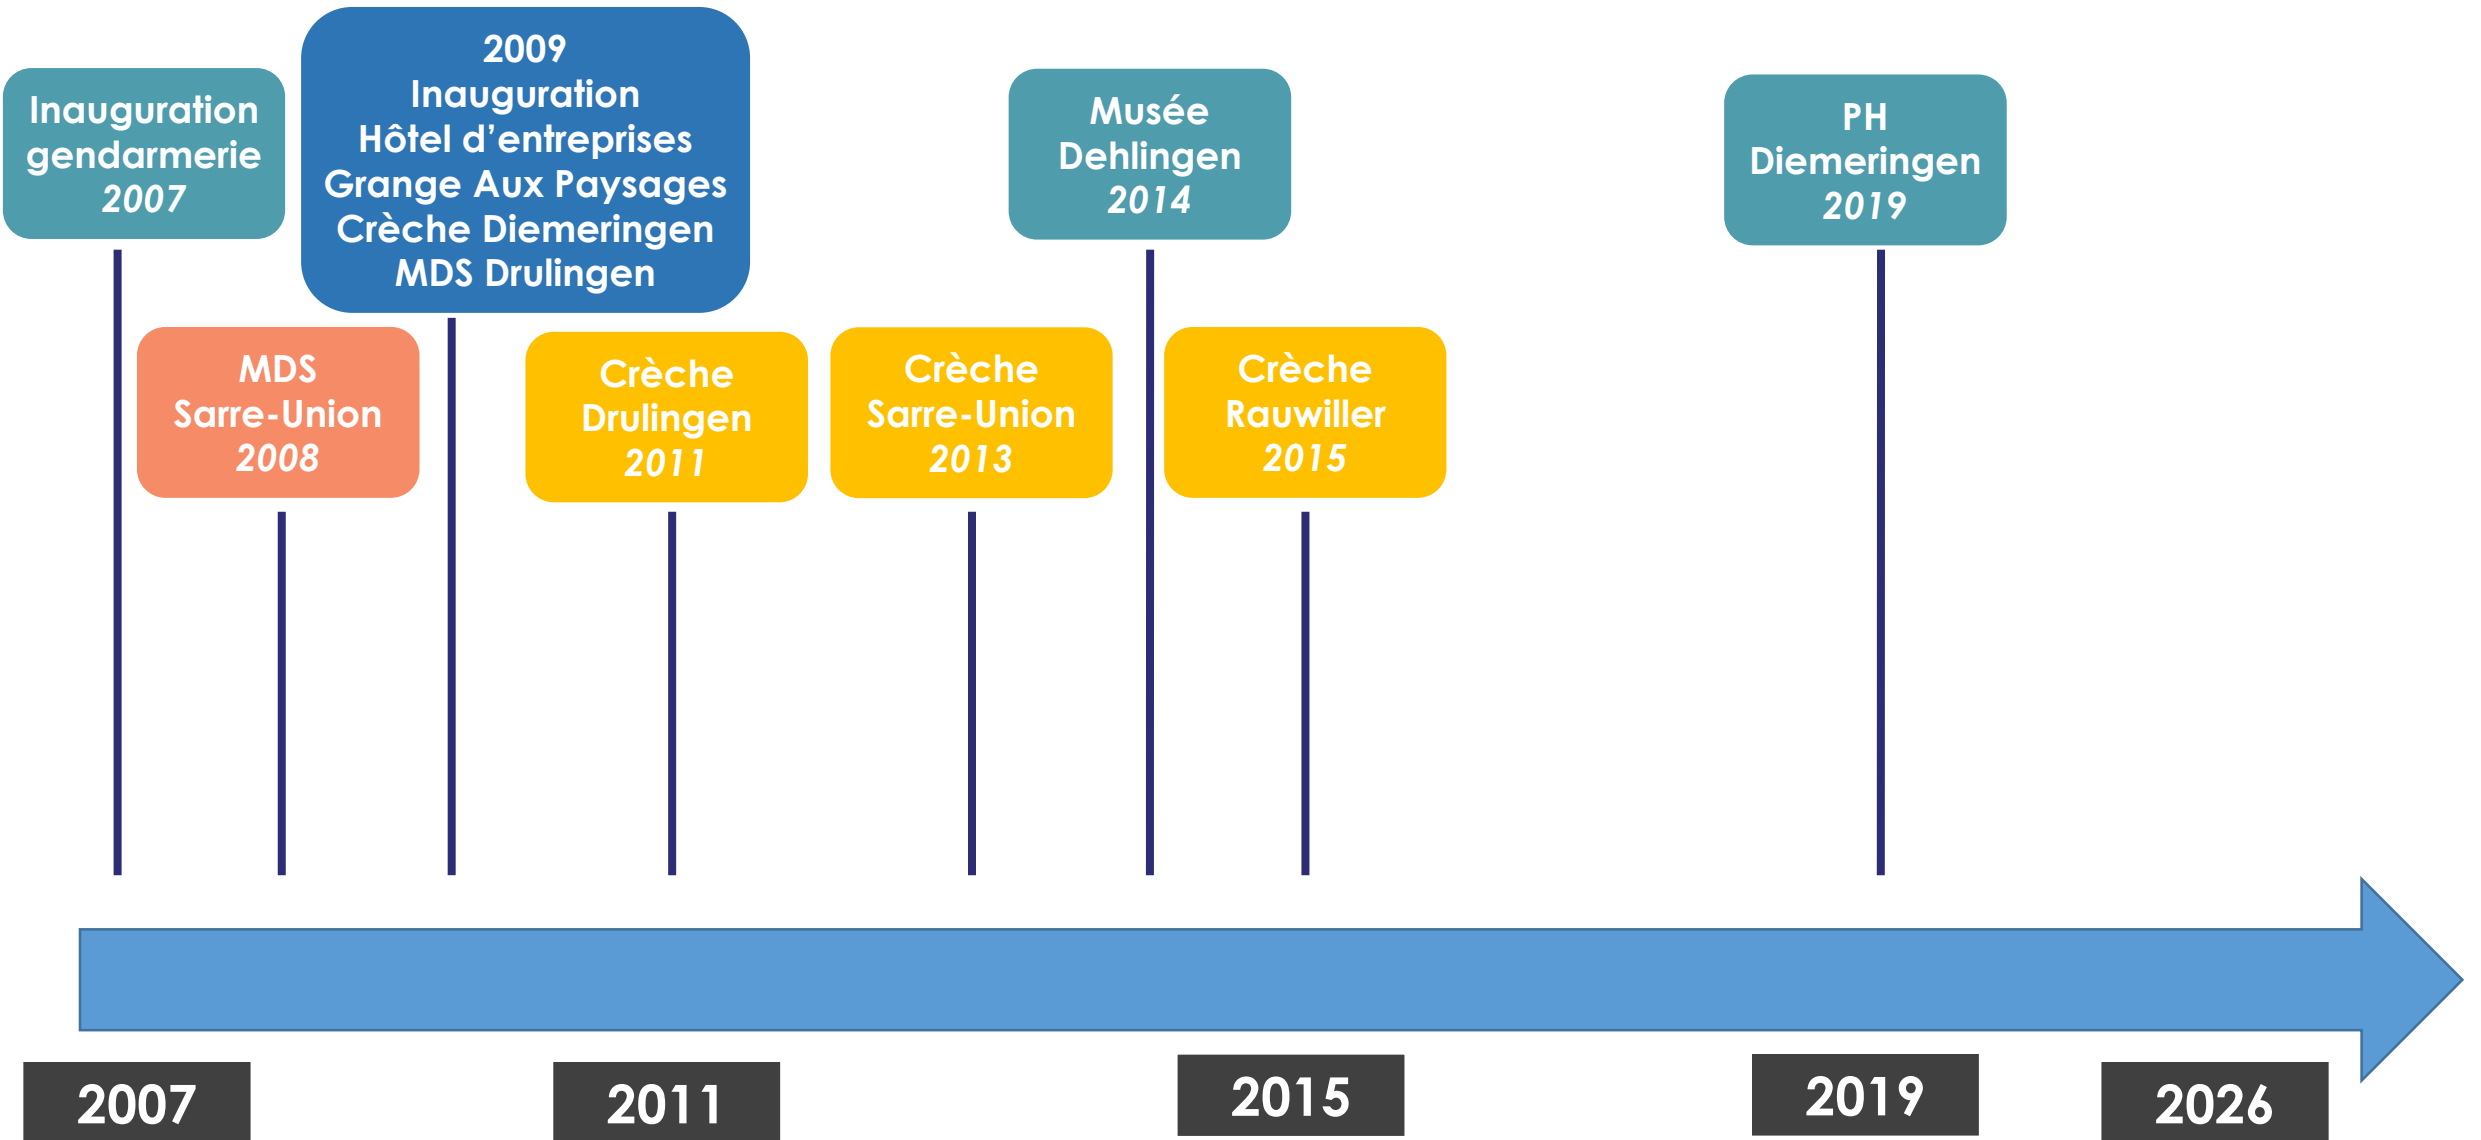 Inauguration
gendarmerie
2007
2009
Inauguration
Hôtel d’entreprises
Grange Aux Paysages
Crèche Diemeringen
MDS Drulingen
Musée
Dehlingen
2014
PH
Diemeringen
2019
MDS
Sarre-Union
2008
Crèche
Drulingen
2011
Crèche
Sarre-Union
2013
Crèche
Rauwiller
2015
2007
2011
2015
2019
2026